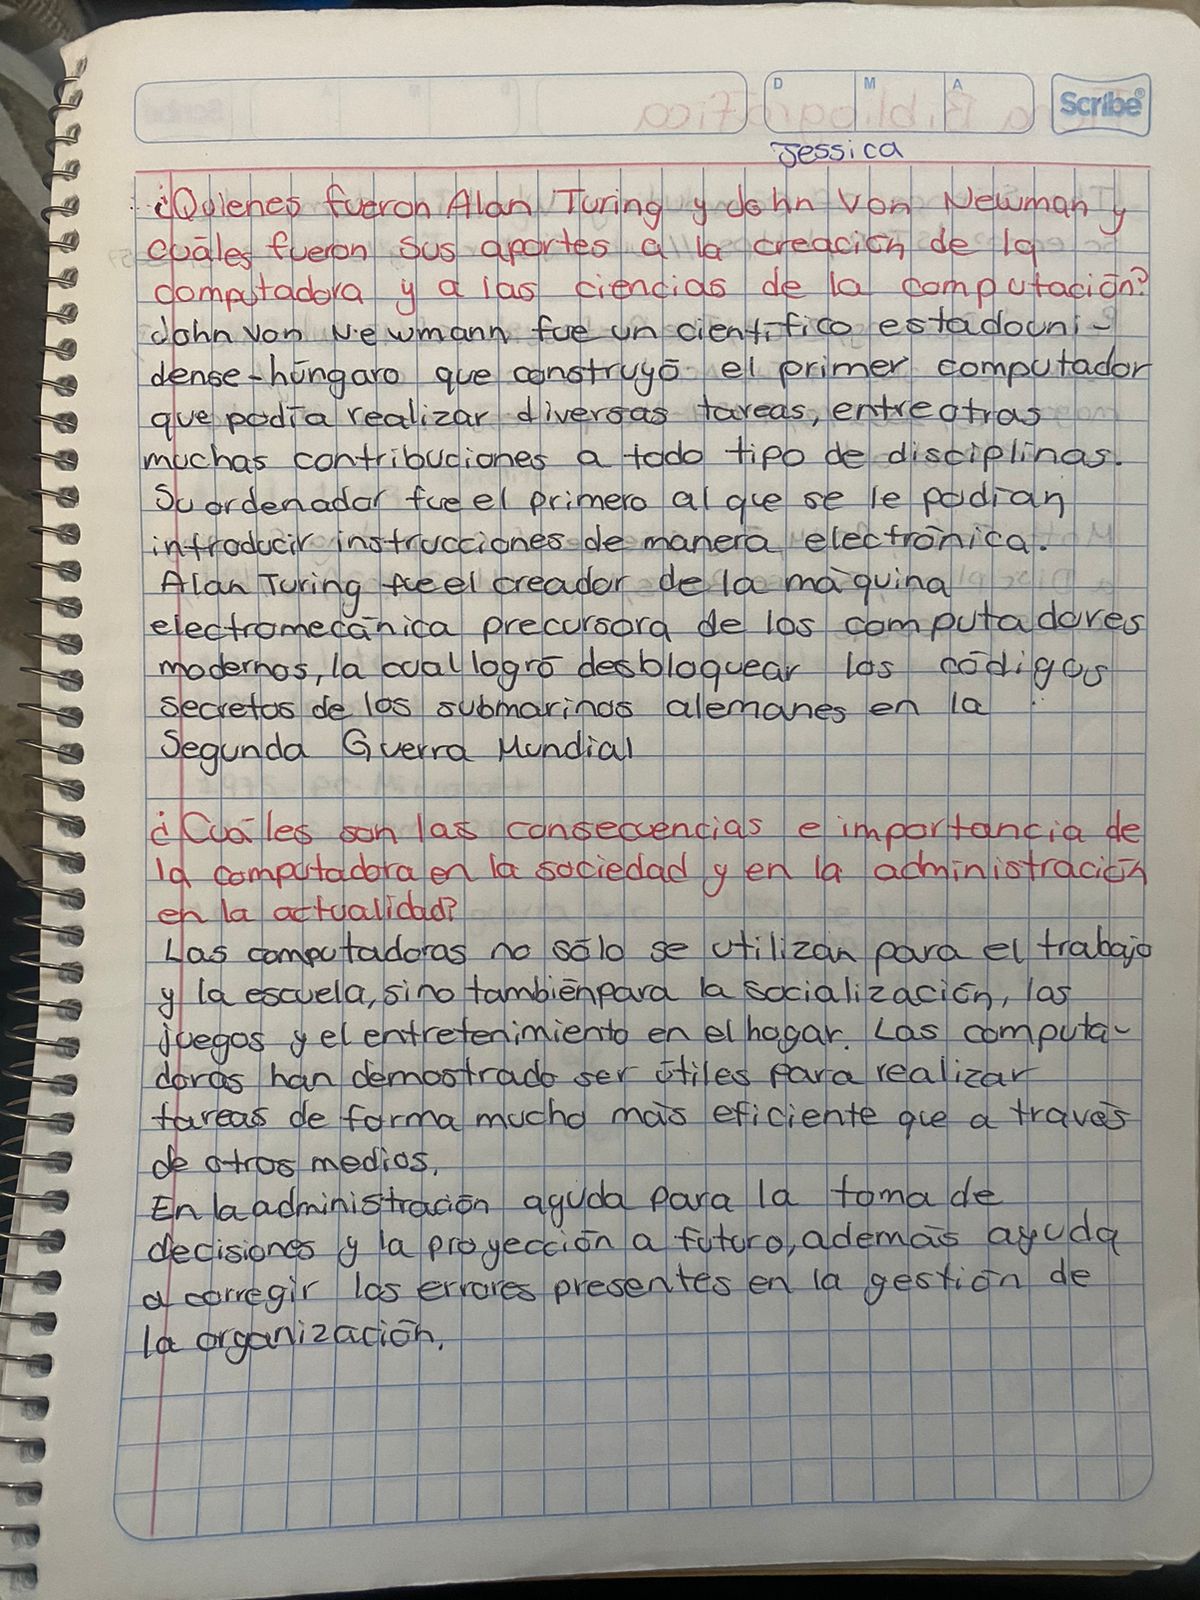 D M A
Scribe®
Jessica
¿Quienes fueron Alan Turing y John Von Newman y
cuáles fueron sus aportes a la creación de la
computadora y a las ciencias de la computación?
John Von Newmann fue un científico estadouni-
dense-húngaro que construyó el primer computador
que podía realizar diversas tareas, entre otras
muchas contribuciones a todo tipo de disciplinas.
Su ordenador fue el primero al que se le podían
introducir instrucciones de manera electrónica.
Alan Turing fue el creador de la máquina
electromecánica precursora de los computadores
modernos, la cual logró desbloquear los códigos
secretos de los submarinos alemanes en la
Segunda Guerra Mundial
¿Cuáles son las consecuencias e importancia de
la computadora en la sociedad y en la administración
en la actualidad?
Las computadoras no sólo se utilizan para el trabajo
y la escuela, sino también para la socialización, los
juegos y el entretenimiento en el hogar. Las computa-
doras han demostrado ser útiles para realizar
tareas de forma mucho más eficiente que a través
de otros medios.
En la administración ayuda para la toma de
decisiones y la proyección a futuro, además ayuda
a corregir los errores presentes en la gestión de
la organización.